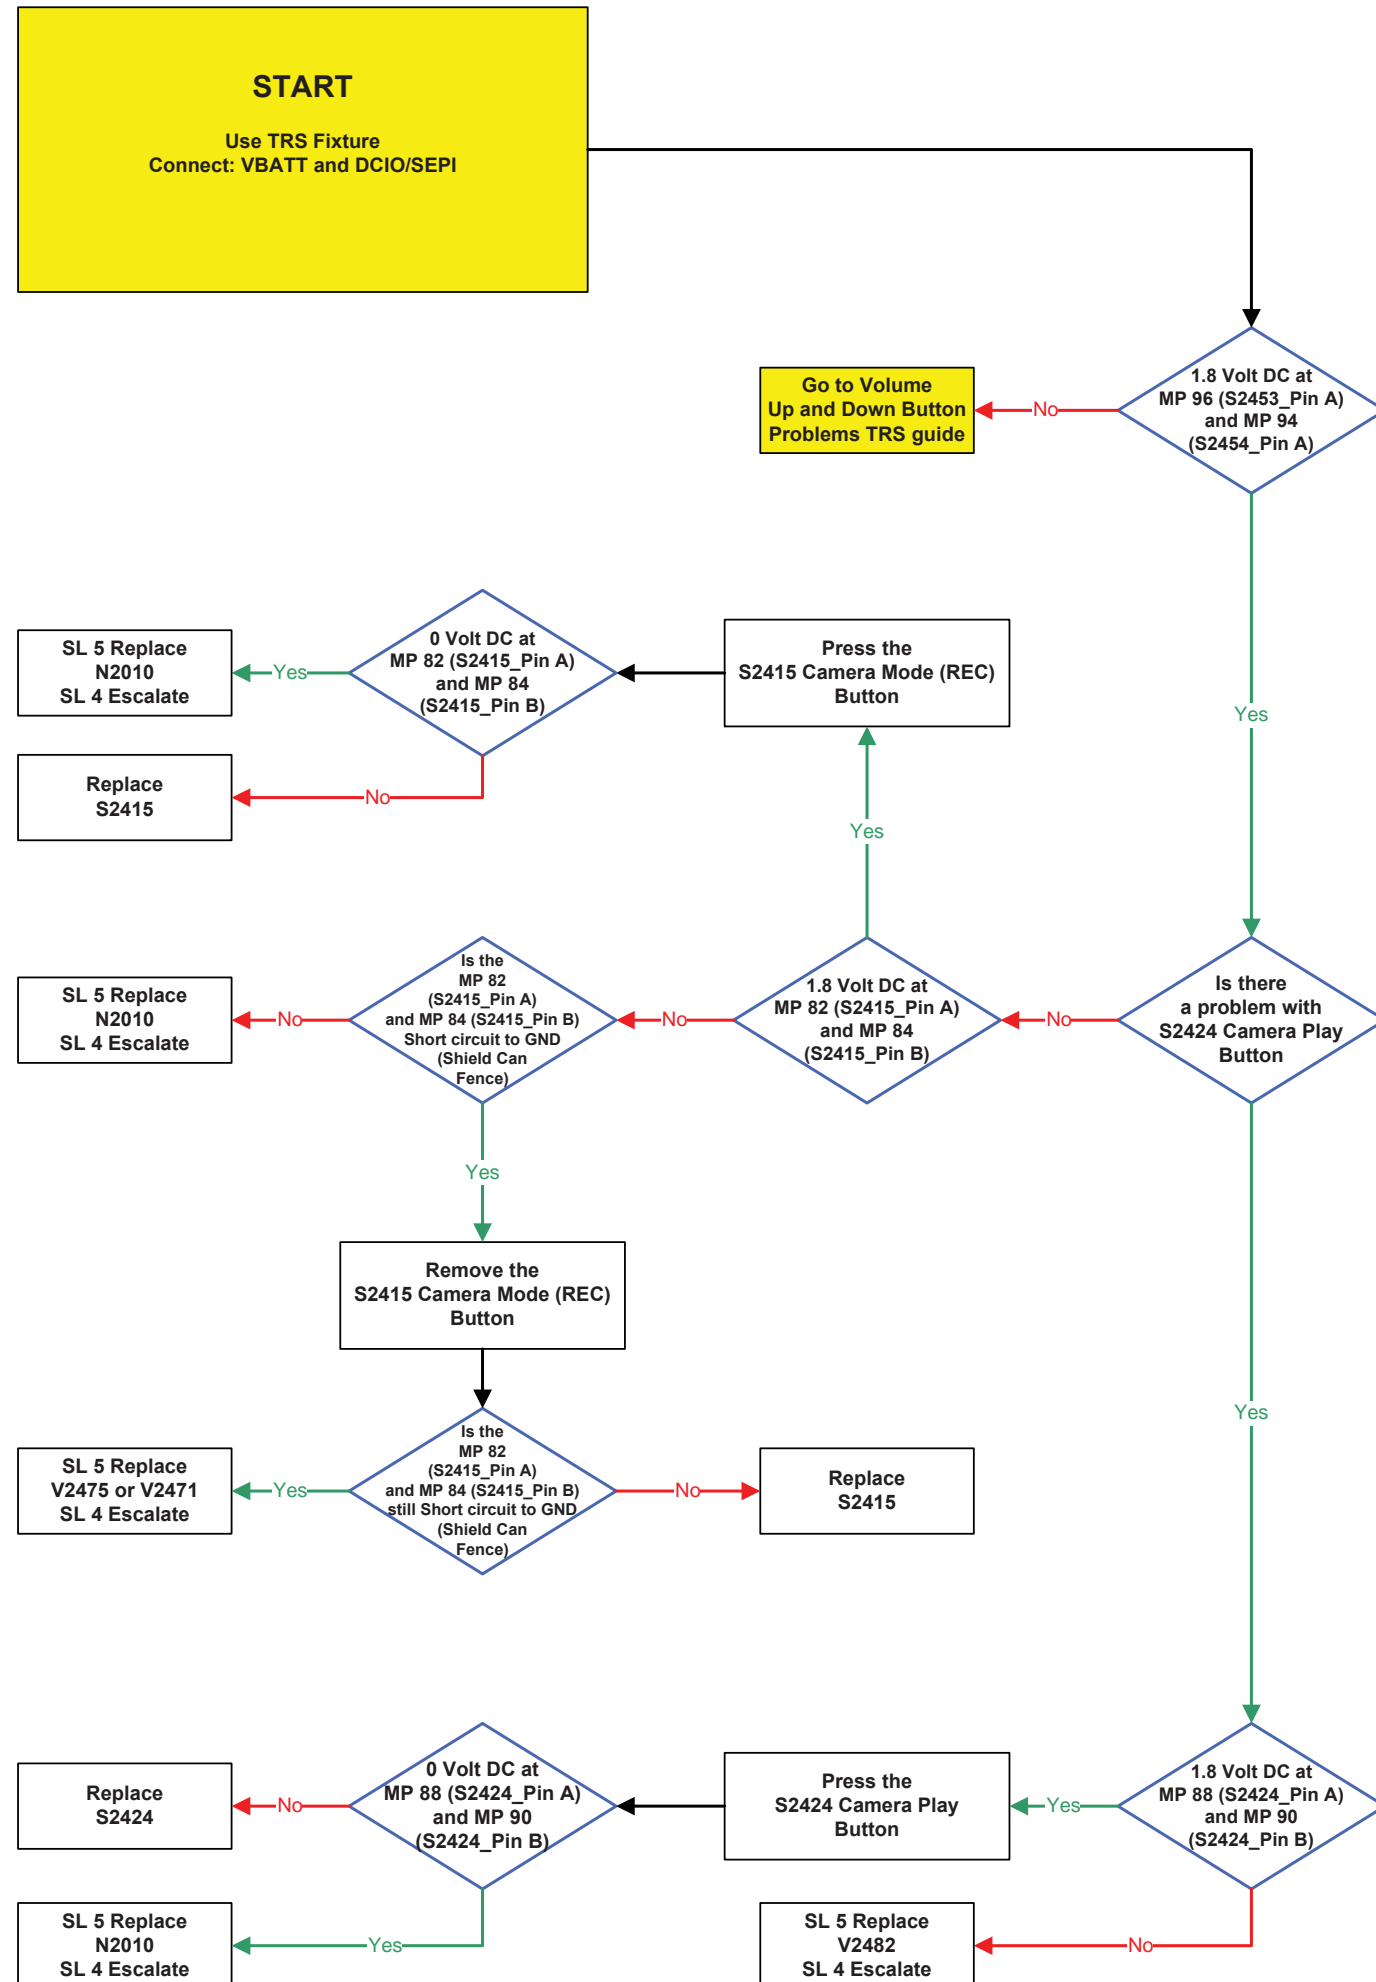 START
Use TRS Fixture
Connect: VBATT and DCIO/SEPI
1.8 Volt DC at
MP 96 (S2453_Pin A)
and MP 94
(S2454_Pin A)
No
Go to Volume
Up and Down Button
Problems TRS guide
Yes
SL 5 Replace
N2010
SL 4 Escalate
Yes
0 Volt DC at
MP 82 (S2415_Pin A)
and MP 84
(S2415_Pin B)
Press the
S2415 Camera Mode (REC)
Button
Replace
S2415
No
Yes
SL 5 Replace
N2010
SL 4 Escalate
No
Is the
MP 82
(S2415_Pin A)
and MP 84 (S2415_Pin B)
Short circuit to GND
(Shield Can
Fence)
No
1.8 Volt DC at
MP 82 (S2415_Pin A)
and MP 84
(S2415_Pin B)
No
Is there
a problem with
S2424 Camera Play
Button
Yes
Remove the
S2415 Camera Mode (REC)
Button
Yes
SL 5 Replace
V2475 or V2471
SL 4 Escalate
Yes
Is the
MP 82
(S2415_Pin A)
and MP 84 (S2415_Pin B)
still Short circuit to GND
(Shield Can
Fence)
No
Replace
S2415
Replace
S2424
No
0 Volt DC at
MP 88 (S2424_Pin A)
and MP 90
(S2424_Pin B)
Press the
S2424 Camera Play
Button
Yes
1.8 Volt DC at
MP 88 (S2424_Pin A)
and MP 90
(S2424_Pin B)
SL 5 Replace
N2010
SL 4 Escalate
Yes
SL 5 Replace
V2482
SL 4 Escalate
No